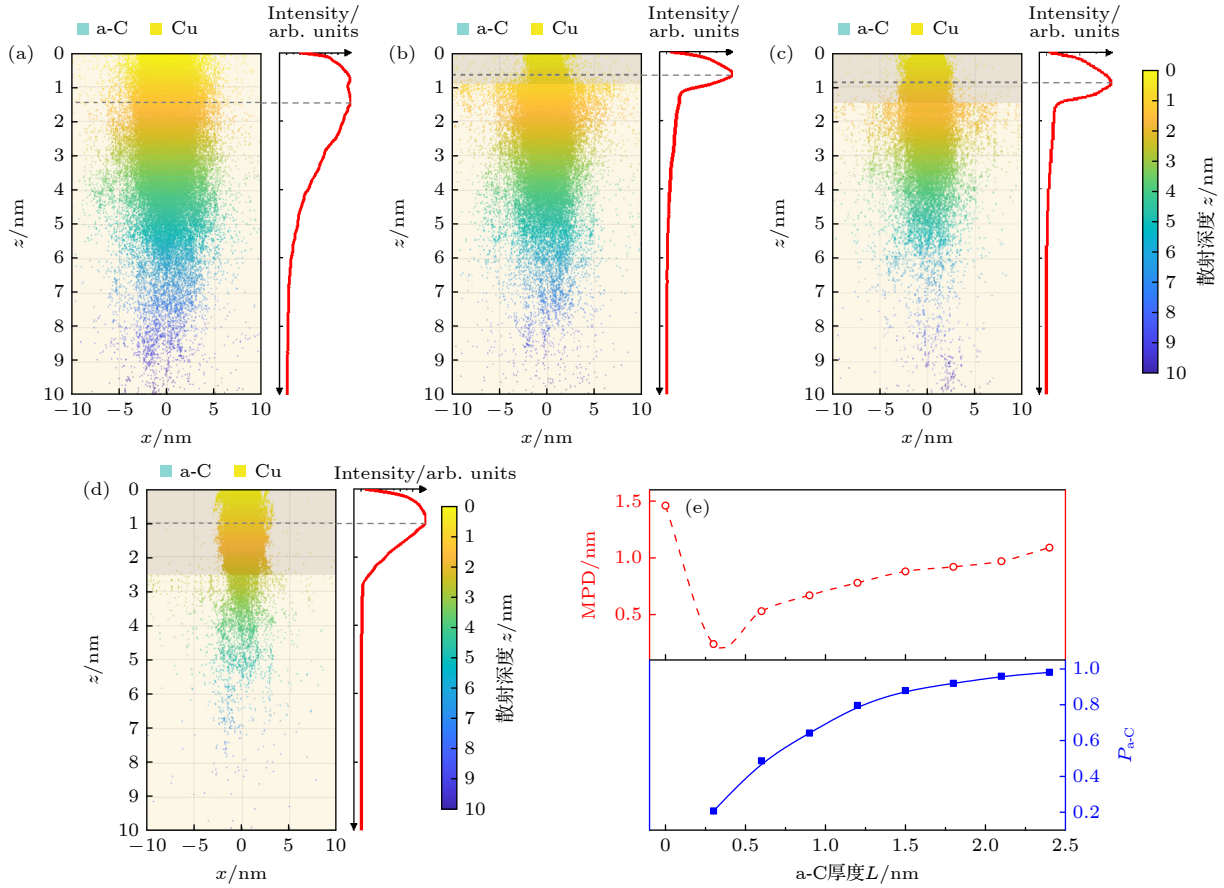 (a)
a-C Cu
Intensity/
arb. units
0
1
2
3
4
5
6
7
8
9
10
z/nm
−10 −5 0 5 10
x/nm
(b)
a-C Cu
Intensity/
arb. units
0
1
2
3
4
5
6
7
8
9
10
z/nm
−10 −5 0 5 10
x/nm
(c)
a-C Cu
Intensity/
arb. units
0
1
2
3
4
5
6
7
8
9
10
z/nm
−10 −5 0 5 10
x/nm
0
1
2
3
4
5
6
7
8
9
10
散射深度 z/nm
(d)
a-C Cu
Intensity/arb. units
0
1
2
3
4
5
6
7
8
9
10
z/nm
−10 −5 0 5 10
x/nm
0
1
2
3
4
5
6
7
8
9
10
散射深度 z/nm
(e)
1.5
1.0
0.5
MPD/nm
1.0
0.8
0.6
0.4
0.2
Pa-C
0 0.5 1.0 1.5 2.0 2.5
a-C厚度L/nm